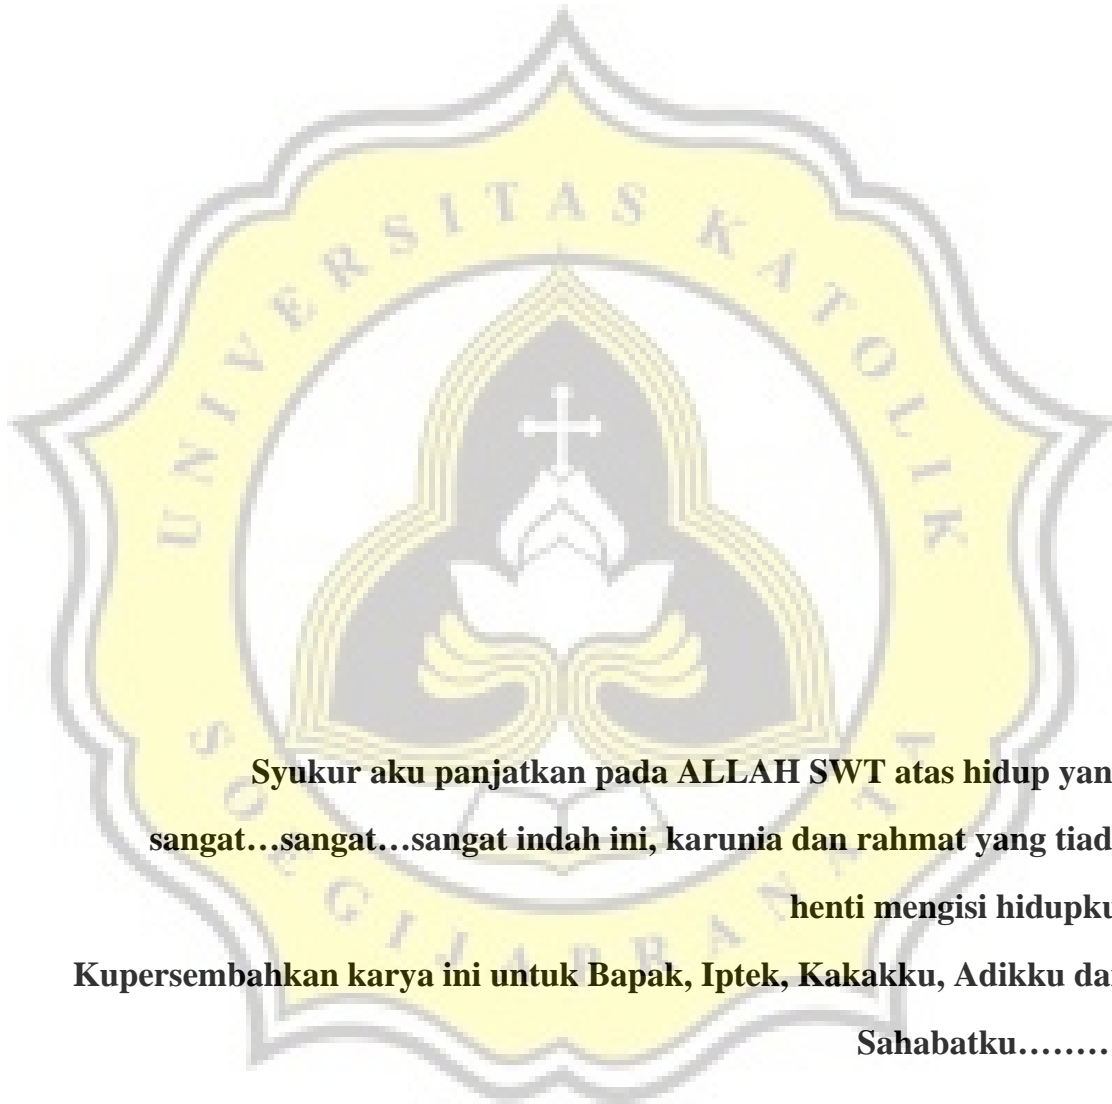 UNIVERSITAS KATOLIK
SOEGIJAPRANATA
Syukur aku panjatkan pada ALLAH SWT atas hidup yan
sangat…sangat…sangat indah ini, karunia dan rahmat yang tiad
henti mengisi hidupku
Kupersembahkan karya ini untuk Bapak, Iptek, Kakakku, Adikku da
Sahabatku………